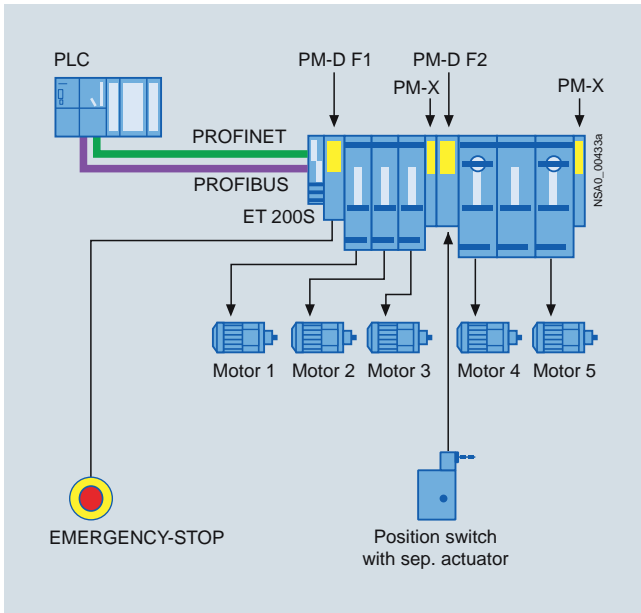 PLC
PM-D F1
PM-D F2
PM-X
PM-X
PROFINET
PROFIBUS
ET 200S
NSA0_00433a
Motor 1
Motor 2
Motor 3
Motor 4
Motor 5
EMERGENCY-STOP
Position switch
with sep. actuator